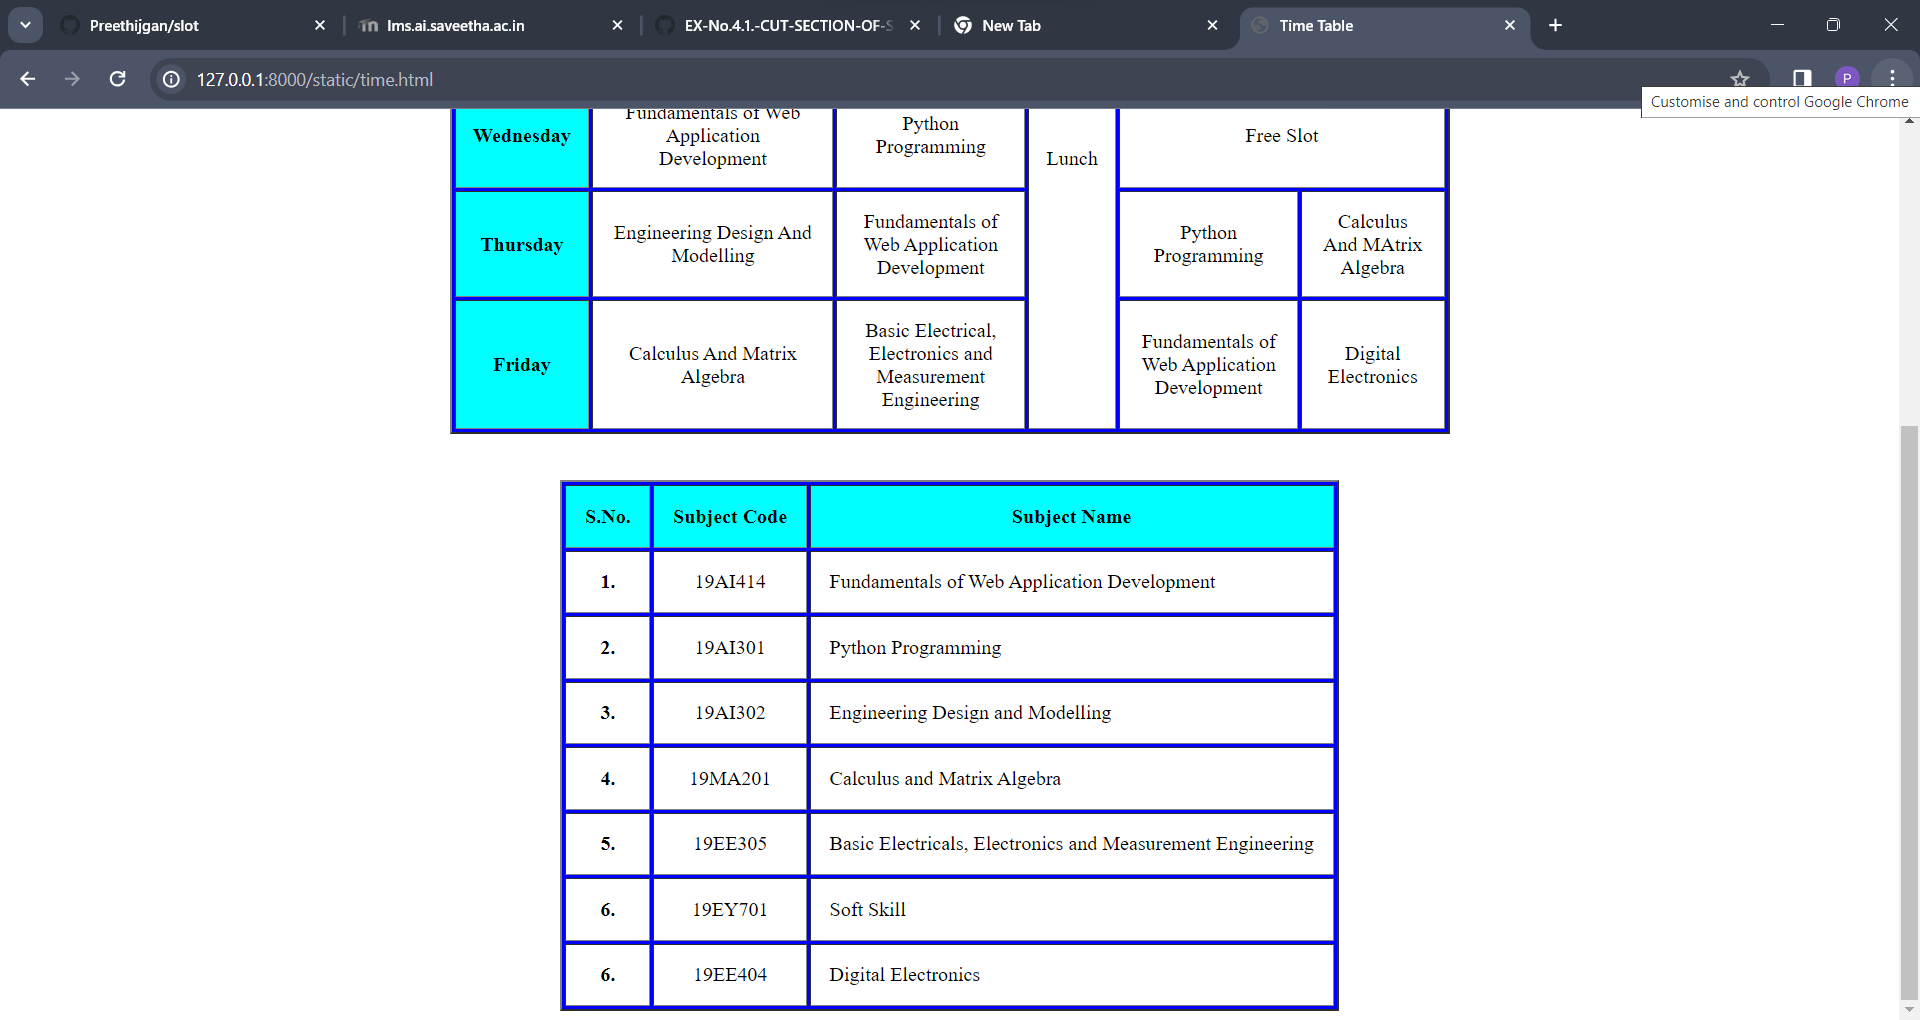 Preethijgan/slot
lms.ai.saveetha.ac.in
EX-No.4.1.-CUT-SECTION-OF-S
New Tab
Time Table
127.0.0.1:8000/static/time.html
P
Customise and control Google Chrome
Wednesday
Fundamentals of Web
Application
Development
Python
Programming
Lunch
Free Slot
Thursday
Engineering Design And
Modelling
Fundamentals of
Web Application
Development
Python
Programming
Calculus
And MAtrix
Algebra
Friday
Calculus And Matrix
Algebra
Basic Electrical,
Electronics and
Measurement
Engineering
Fundamentals of
Web Application
Development
Digital
Electronics
S.No. Subject Code Subject Name
1. 19AI414 Fundamentals of Web Application Development
2. 19AI301 Python Programming
3. 19AI302 Engineering Design and Modelling
4. 19MA201 Calculus and Matrix Algebra
5. 19EE305 Basic Electricals, Electronics and Measurement Engineering
6. 19EY701 Soft Skill
6. 19EE404 Digital Electronics